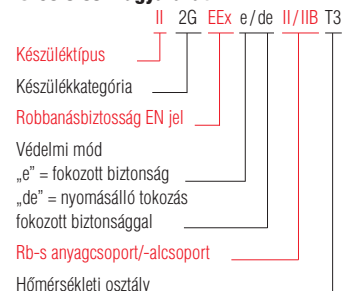 II 2G EEx e/de II/IIB T3
Készüléktípus
Készülékkategória
Robbanásbiztosság EN jel
Védelmi mód
„e” = fokozott biztonság
„de” = nyomásálló tokozás
fokozott biztonsággal
Rb-s anyagcsoport/-alcsoport
Hőmérsékleti osztály